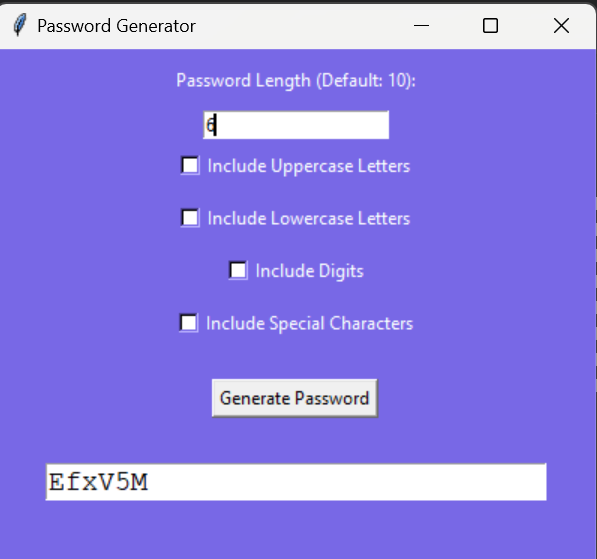 Password Generator
Password Length (Default: 10):
6
Include Uppercase Letters
Include Lowercase Letters
Include Digits
Include Special Characters
Generate Password
EfxV5M